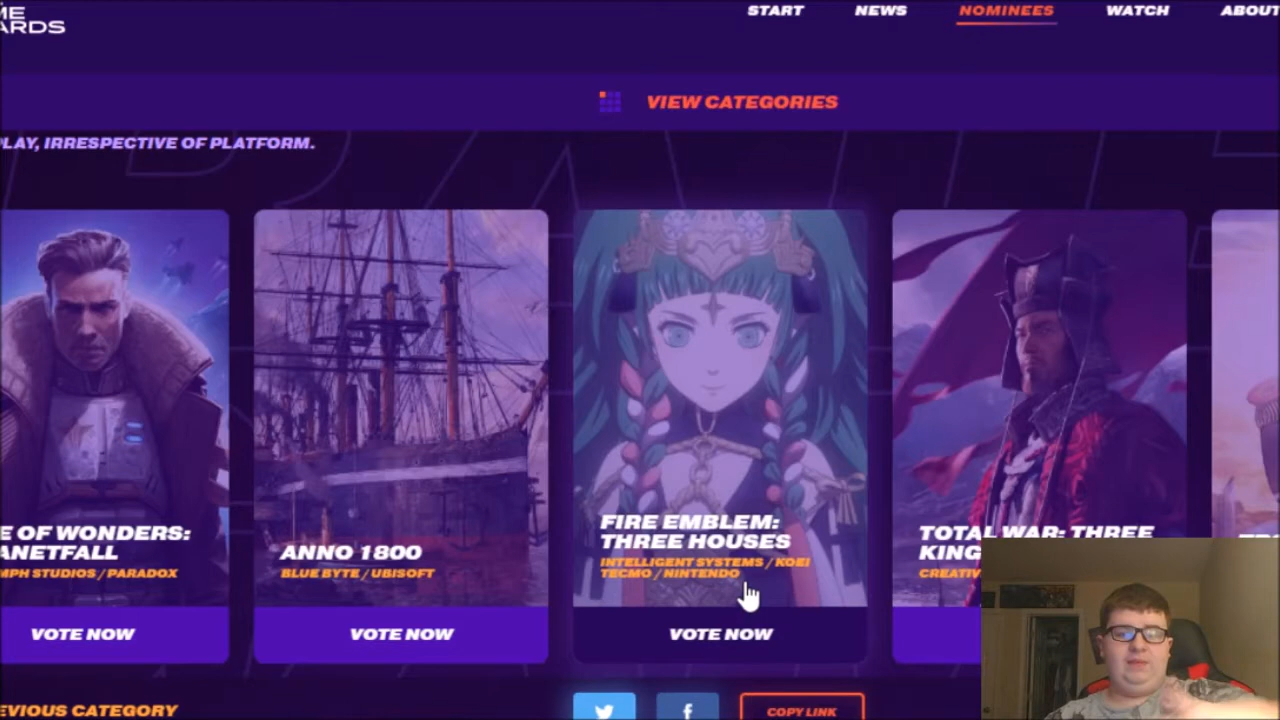 ME
ARDS
START
NEWS
NOMINEES
WATCH
ABOUT
VIEW CATEGORIES
PLAY, IRRESPECTIVE OF PLATFORM.
E OF WONDERS:
ANETFALL
MPH STUDIOS / PARADOX
VOTE NOW
ANNO 1800
BLUE BYTE / UBISOFT
VOTE NOW
FIRE EMBLEM:
THREE HOUSES
INTELLIGENT SYSTEMS / KOEI
TECMO / NINTENDO
VOTE NOW
TOTAL WAR: THREE
KING
CREATIV
EVIOUS CATEGORY
COPY LINK